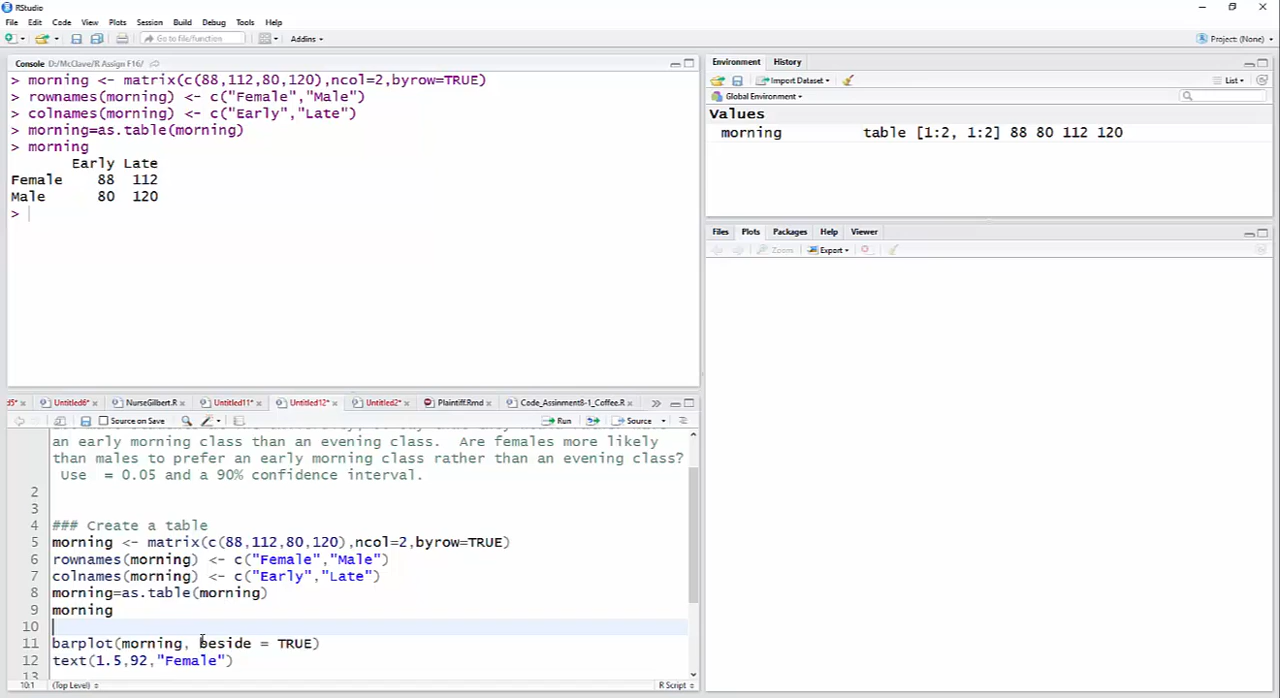 RStudio
File Edit Code View Plots Session Build Debug Tools Help
Go to file/function Addins Project: (None)
Console D:/McClave/R Assign F16/
> morning <- matrix(c(88,112,80,120),ncol=2,byrow=TRUE)
> rownames(morning) <- c("Female","Male")
> colnames(morning) <- c("Early","Late")
> morning=as.table(morning)
> morning
Early Late
Female 88 112
Male 80 120
>
Environment History
Import Dataset List
Global Environment
Values
morning table [1:2, 1:2] 88 80 112 120
Files Plots Packages Help Viewer
Zoom Export
d5* Untitled6* NurseGilbert.R Untitled11* Untitled12* Untitled2* Plaintiff.Rmd Code_Assinment8-1_Coffee.R
Source on Save Run Source
an early morning class than an evening class. Are females more likely
than males to prefer an early morning class rather than an evening class?
Use = 0.05 and a 90% confidence interval.
2
3
4 ### Create a table
5 morning <- matrix(c(88,112,80,120),ncol=2,byrow=TRUE)
6 rownames(morning) <- c("Female","Male")
7 colnames(morning) <- c("Early","Late")
8 morning=as.table(morning)
9 morning
10
11 barplot(morning, beside = TRUE)
12 text(1.5,92,"Female")
13
10:1 (Top Level) R Script